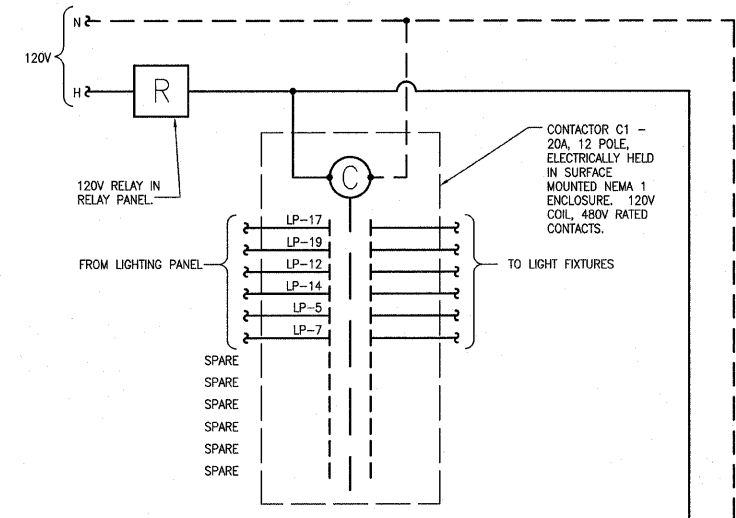 N
120V
H
R
CONTACTOR C1 –
20A, 12 POLE,
ELECTRICALLY HELD
IN SURFACE
MOUNTED NEMA 1
ENCLOSURE. 120V
COIL, 480V RATED
CONTACTS.
C
120V RELAY IN
RELAY PANEL.
LP–17
LP–19
FROM LIGHTING PANEL
LP–12
TO LIGHT FIXTURES
LP–14
LP–5
LP–7
SPARE
SPARE
SPARE
SPARE
SPARE
SPARE